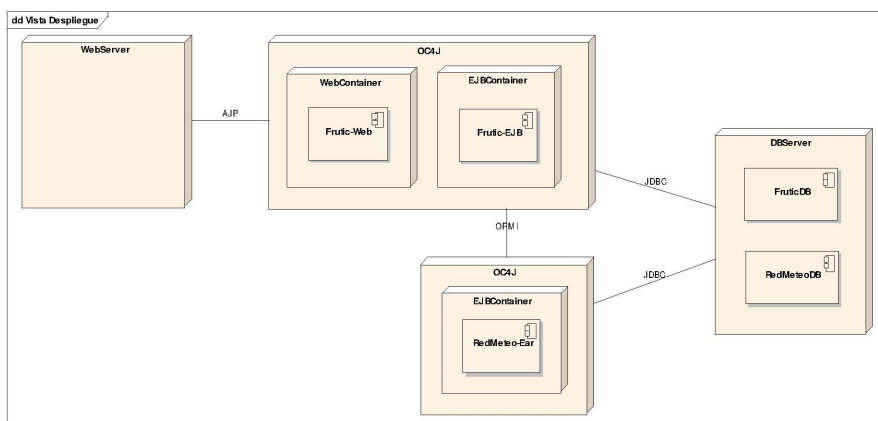 dd Vista Despliegue
WebServer
OC4J
WebContainer
EJBContainer
Frutic-Web
Frutic-EJB
AJP
DBServer
FruticDB
RedMeteoDB
JDBC
ORMI
OC4J
JDBC
EJBContainer
RedMeteo-Ear